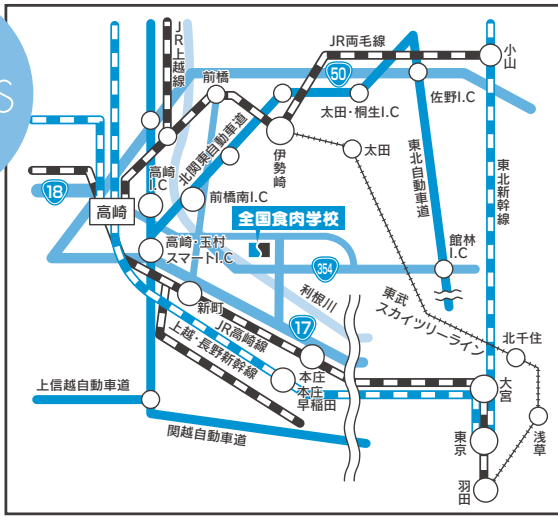 S
JR上越線
JR両毛線
小山
50
前橋
太田・桐生I.C
佐野I.C
北関東自動車道
伊勢崎
太田
東北自動車道
東北新幹線
18
高崎
I.C
高崎
前橋南I.C
全国食肉学校
高崎・玉村
スマートI.C
354
館林
I.C
利根川
新町
17
東武
スカイツリーライン
JR高崎線
上越・長野新幹線
本庄
北千住
本庄
早稲田
大宮
上信越自動車道
関越自動車道
東京
浅草
羽田